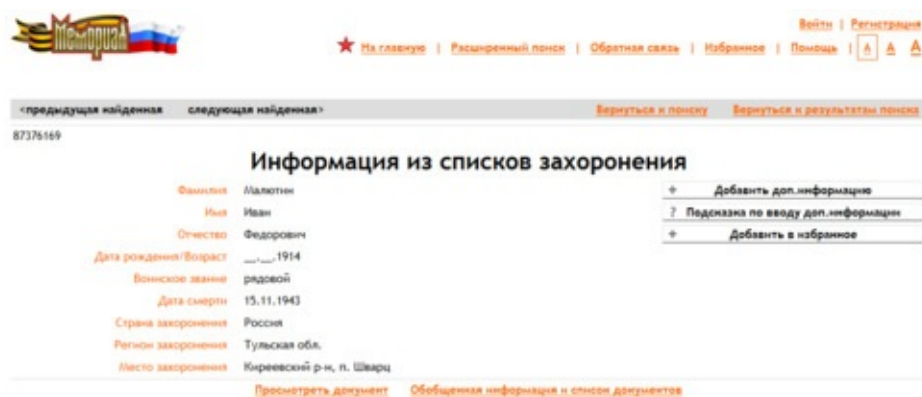 Мемориал
Войти | Регистрация
На главную | Расширенный поиск | Обратная связь | Избранное | Помощь | А А А
<предыдущая найденная следующая найденная> Вернуться к поиску Вернуться к результатам поиска
87376169
Информация из списков захоронения
Фамилия Малютин
Имя Иван
Отчество Федорович
Дата рождения/Возраст __.__.1914
Воинское звание рядовой
Дата смерти 15.11.1943
Страна захоронения Россия
Регион захоронения Тульская обл.
Место захоронения Киреевский р-н, п. Шварц
+ Добавить доп.информацию
? Подсказка по вводу доп.информации
+ Добавить в избранное
Просмотреть документ Обобщенная информация и список документов